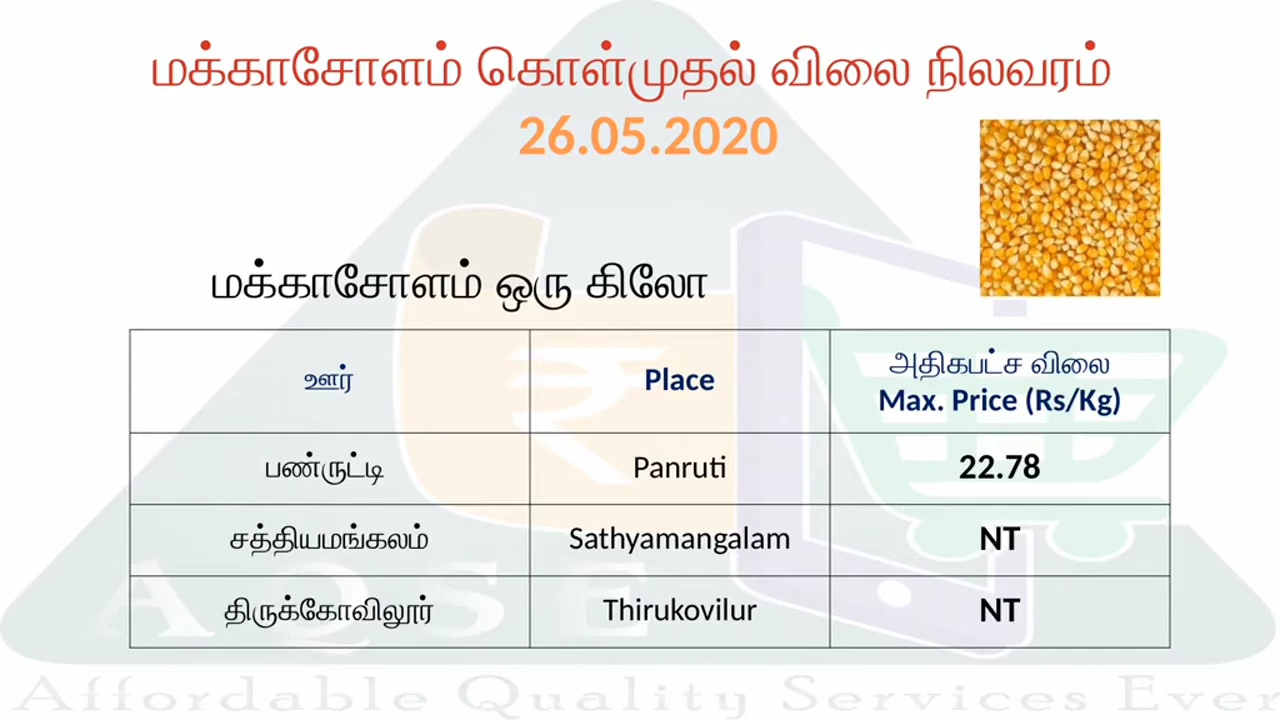 மக்காசோளம் கொள்முதல் விலை நிலவரம்
26.05.2020
மக்காசோளம் ஒரு கிலோ
ஊர் Place அதிகபட்ச விலை
Max. Price (Rs/Kg)
பண்ருட்டி Panruti 22.78
சத்தியமங்கலம் Sathyamangalam NT
திருக்கோவிலூர் Thirukovilur NT
AQSE
Affordable Quality Services Ever